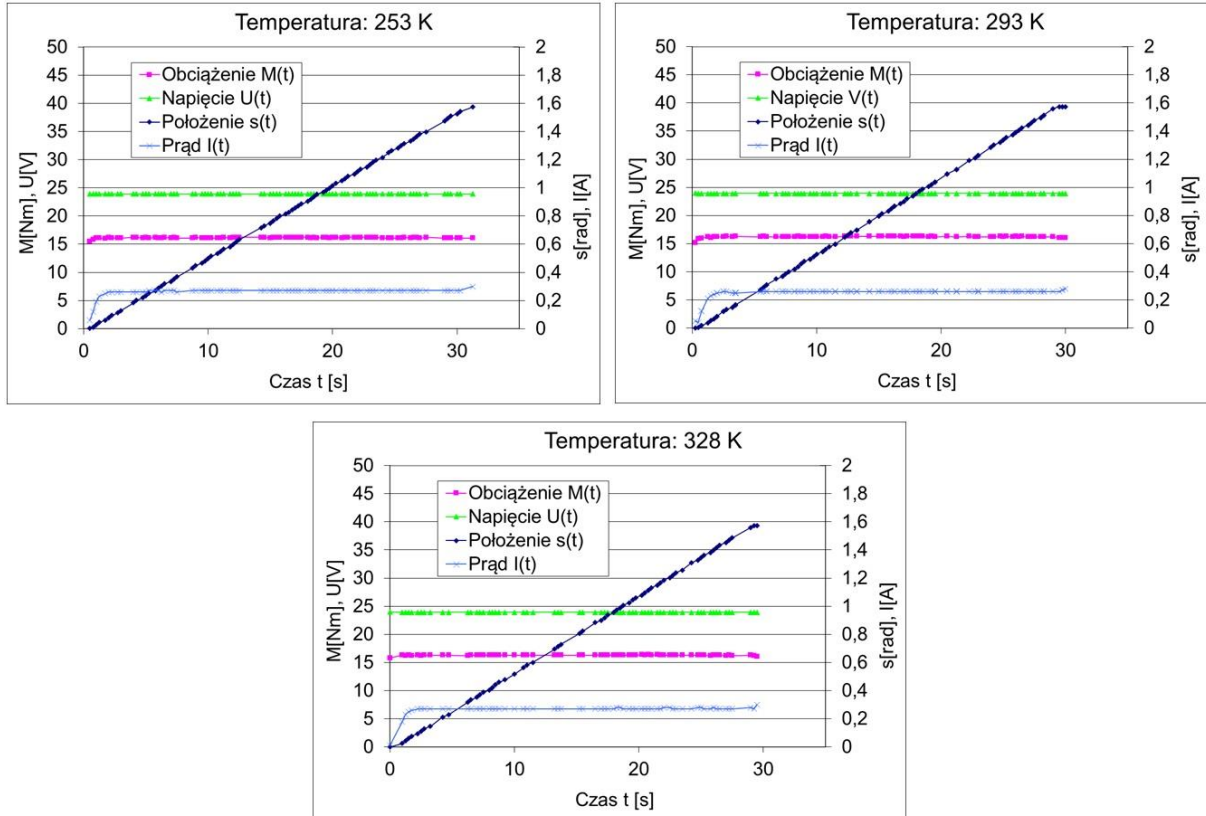 Temperatura: 253 K
50
45
40
35
30
25
20
15
10
5
0
M[Nm], U[V]
Obciążenie M(t)
Napięcie U(t)
Położenie s(t)
Prąd I(t)
2
1,8
1,6
1,4
1,2
1
0,8
0,6
0,4
0,2
0
s[rad], I[A]
0 10 20 30
Czas t [s]
Temperatura: 293 K
50
45
40
35
30
25
20
15
10
5
0
M[Nm], U[V]
Obciążenie M(t)
Napięcie V(t)
Położenie s(t)
Prąd I(t)
2
1,8
1,6
1,4
1,2
1
0,8
0,6
0,4
0,2
0
s[rad], I[A]
0 10 20 30
Czas t [s]
Temperatura: 328 K
50
45
40
35
30
25
20
15
10
5
0
M[Nm], U[V]
Obciążenie M(t)
Napięcie U(t)
Położenie s(t)
Prąd I(t)
2
1,8
1,6
1,4
1,2
1
0,8
0,6
0,4
0,2
0
s[rad], I[A]
0 10 20 30
Czas t [s]